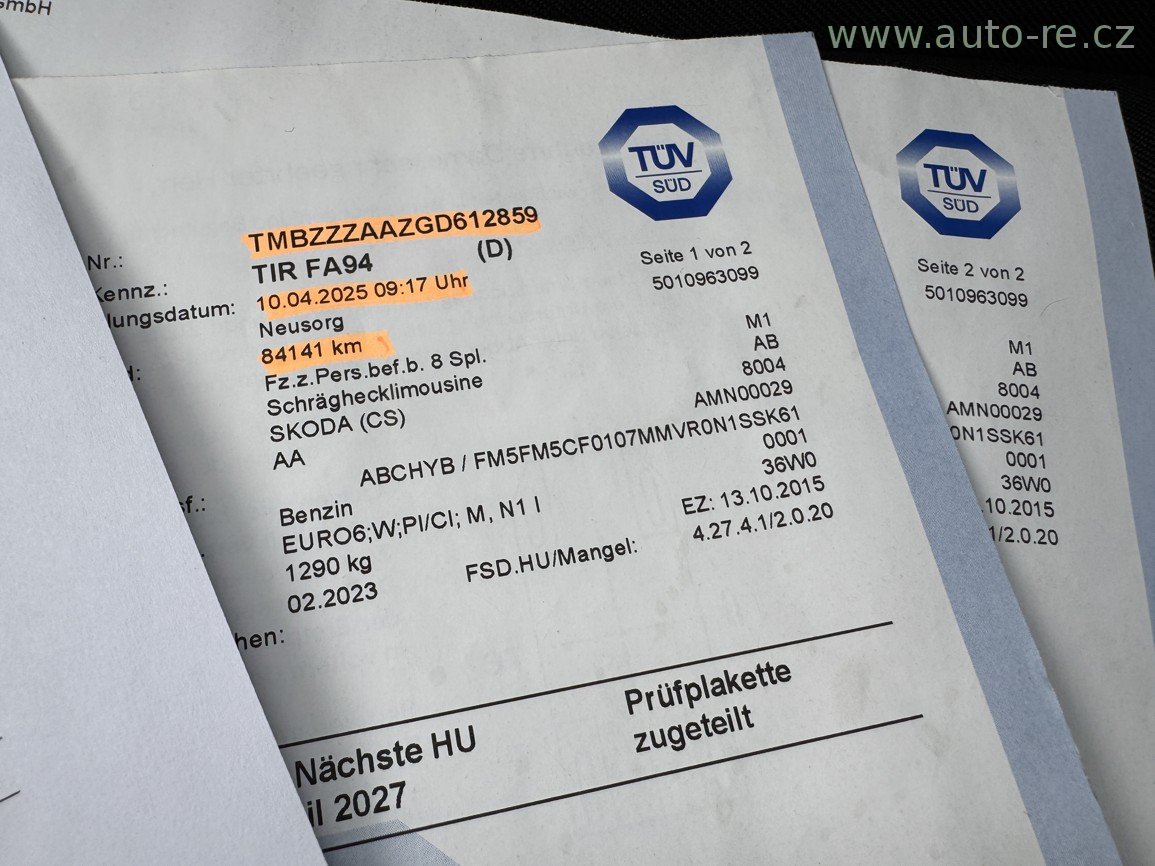 mbH
www.auto-re.cz
TÜV
SÜD
TÜV
SÜD
Nr.: TMBZZZAAZGD612859
Kennz.: TIR FA94 (D)
Seite 1 von 2
Seite 2 von 2
lungsdatum: 10.04.2025 09:17 Uhr
5010963099
5010963099
Neusorg
84141 km
M1
M1
Fz.z.Pers.bef.b. 8 Spl.
AB
AB
Schräghecklimousine
8004
8004
SKODA (CS)
AMN00029
AMN00029
AA
ABCHYB / FM5FM5CF0107MMVR0N1SSK61
0N1SSK61
0001
0001
Benzin
36W0
36W0
EURO6;W;PI/CI; M, N1 I
EZ: 13.10.2015
.10.2015
1290 kg
4.27.4.1/2.0.20
1/2.0.20
02.2023
FSD.HU/Mangel:
hen:
Nächste HU
Prüfplakette
il 2027
zugeteilt